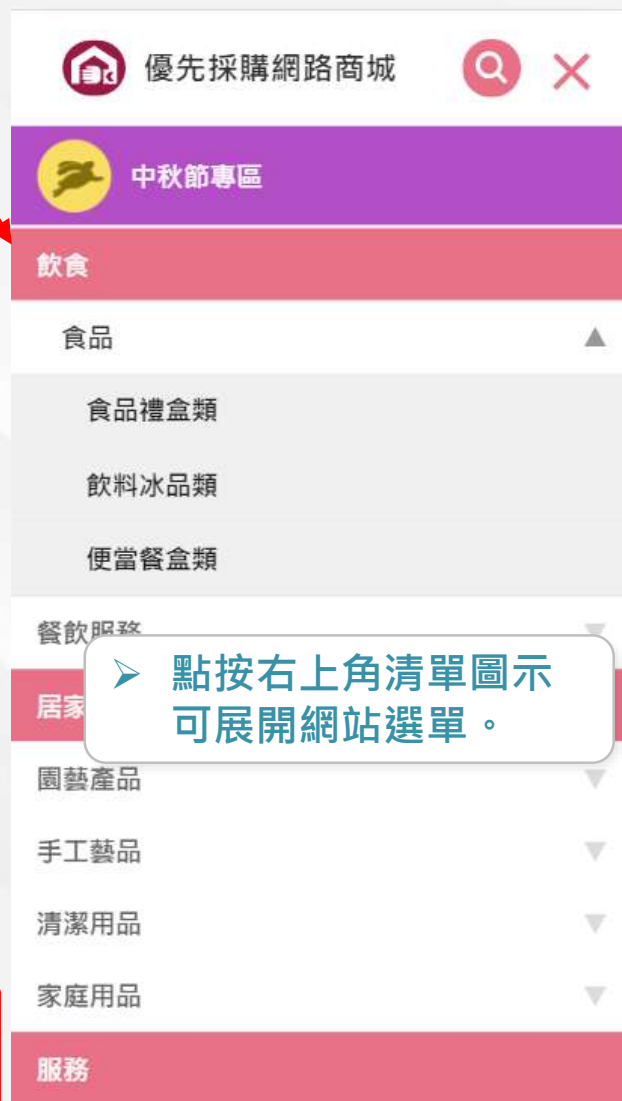 優先採購網路商城
中秋節專區
飲食
食品
食品禮盒類
飲料冰品類
便當餐盒類
餐飲服務
➢ 點按右上角清單圖示
可展開網站選單。
居家
園藝產品
手工藝品
清潔用品
家庭用品
服務